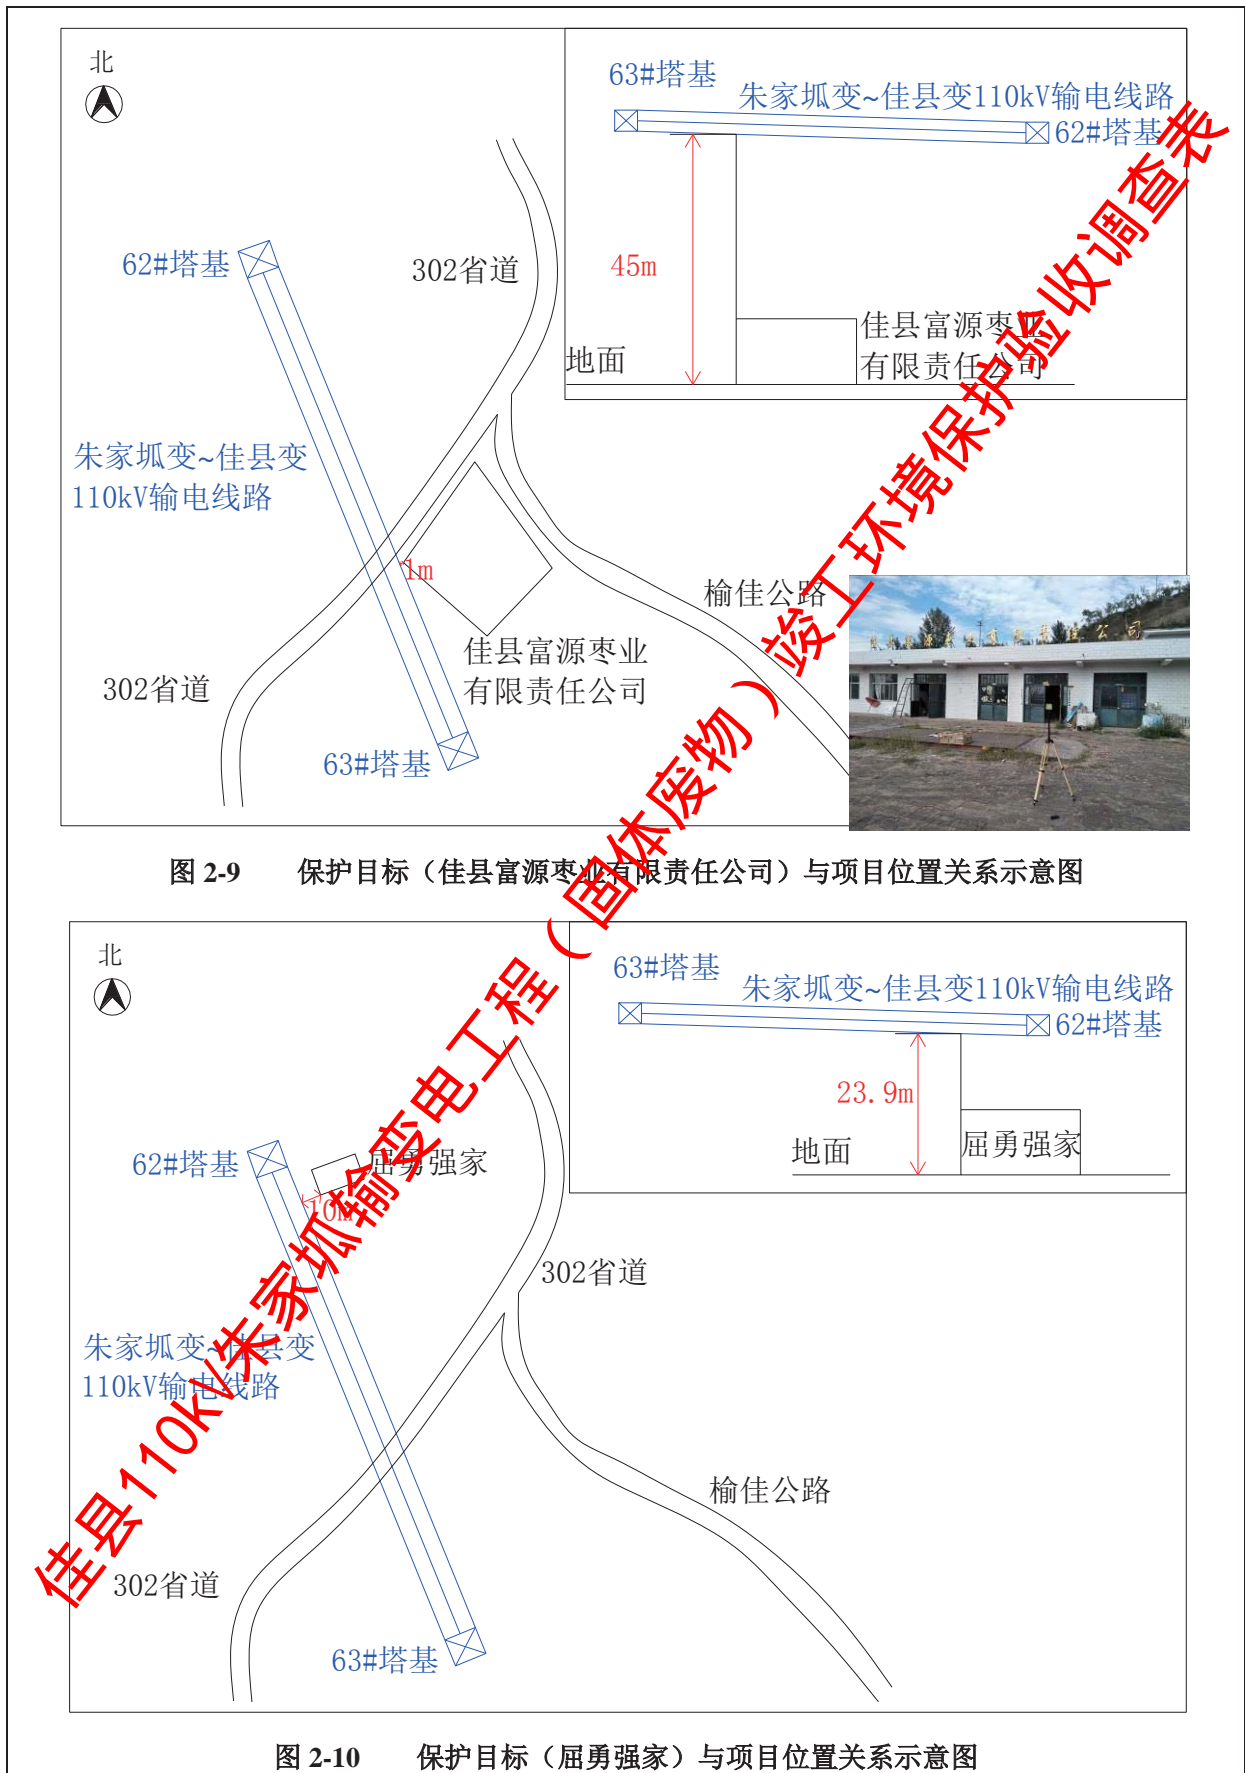 北
63#塔基
朱家坬变~佳县变110kV输电线路
62#塔基
45m
佳县富源枣业
有限责任公司
地面
62#塔基
302省道
朱家坬变~佳县变
110kV输电线路
1m
榆佳公路
佳县富源枣业
有限责任公司
302省道
63#塔基
图 2-9 保护目标（佳县富源枣业有限责任公司）与项目位置关系示意图
北
63#塔基
朱家坬变~佳县变110kV输电线路
62#塔基
23.9m
地面
屈勇强家
62#塔基
屈勇强家
10m
302省道
朱家坬变~佳县变
110kV输电线路
榆佳公路
302省道
63#塔基
图 2-10 保护目标（屈勇强家）与项目位置关系示意图
佳县110kV朱家坬输变电工程（固体废物）竣工环境保护验收调查表